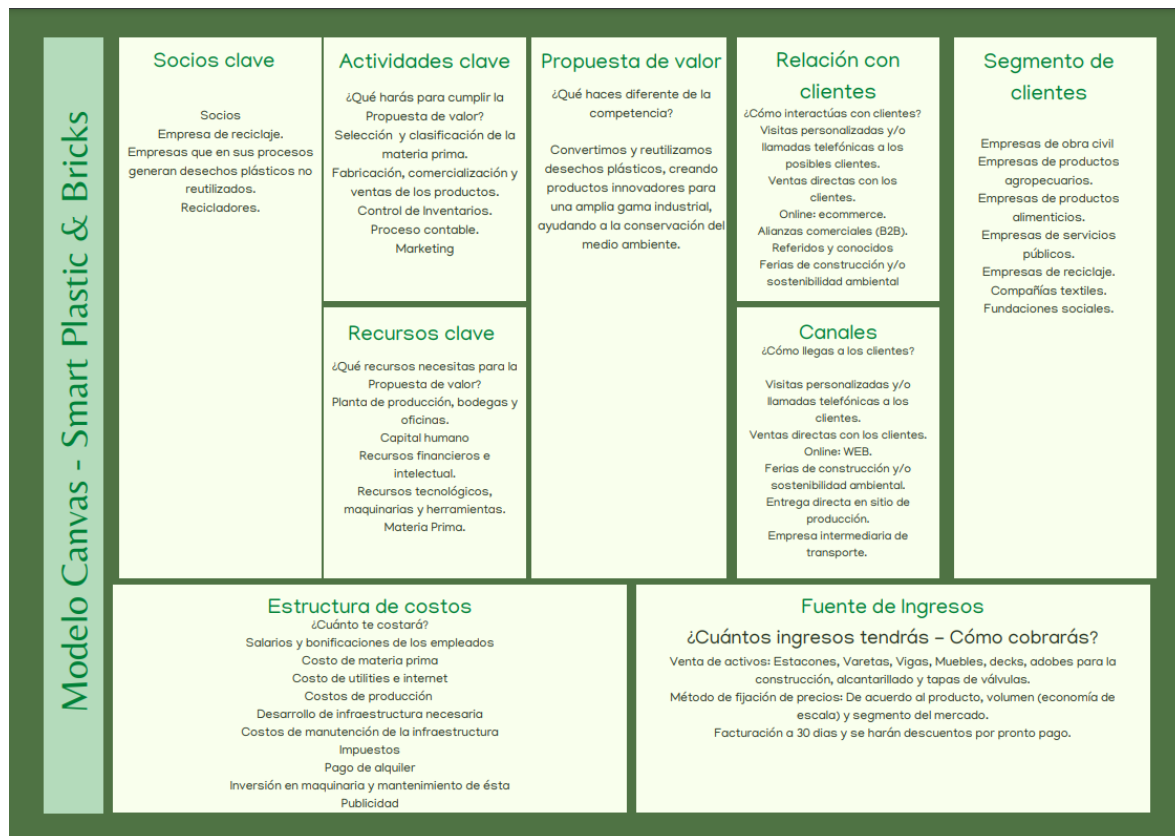 Modelo Canvas - Smart Plastic & Bricks
Socios clave
Socios
Empresa de reciclaje.
Empresas que en sus procesos
generan desechos plásticos no
reutilizados.
Recicladores.
Actividades clave
¿Qué harás para cumplir la
Propuesta de valor?
Selección y clasificación de la
materia prima.
Fabricación, comercialización y
ventas de los productos.
Control de Inventarios.
Proceso contable.
Marketing
Recursos clave
¿Qué recursos necesitas para la
Propuesta de valor?
Planta de producción, bodegas y
oficinas.
Capital humano
Recursos financieros e
intelectual.
Recursos tecnológicos,
maquinarias y herramientas.
Materia Prima.
Propuesta de valor
¿Qué haces diferente de la
competencia?
Convertimos y reutilizamos
desechos plásticos, creando
productos innovadores para
una amplia gama industrial,
ayudando a la conservación del
medio ambiente.
Relación con
clientes
¿Cómo interactúas con clientes?
Visitas personalizadas y/o
llamadas telefónicas a los
posibles clientes.
Ventas directas con los
clientes.
Online: ecommerce.
Alianzas comerciales (B2B).
Referidos y conocidos
Ferias de construcción y/o
sostenibilidad ambiental
Canales
¿Cómo llegas a los clientes?
Visitas personalizadas y/o
llamadas telefónicas a los
clientes.
Ventas directas con los clientes.
Online: WEB.
Ferias de construcción y/o
sostenibilidad ambiental.
Entrega directa en sitio de
producción.
Empresa intermediaria de
transporte.
Segmento de
clientes
Empresas de obra civil
Empresas de productos
agropecuarios.
Empresas de productos
alimenticios.
Empresas de servicios
públicos.
Empresas de reciclaje.
Compañías textiles.
Fundaciones sociales.
Estructura de costos
¿Cuánto te costará?
Salarios y bonificaciones de los empleados
Costo de materia prima
Costo de utilities e internet
Costos de producción
Desarrollo de infraestructura necesaria
Costos de manutención de la infraestructura
Impuestos
Pago de alquiler
Inversión en maquinaria y mantenimiento de ésta
Publicidad
Fuente de Ingresos
¿Cuántos ingresos tendrás – Cómo cobrarás?
Venta de activos: Estacones, Varetas, Vigas, Muebles, decks, adobes para la
construcción, alcantarillado y tapas de válvulas.
Método de fijación de precios: De acuerdo al producto, volumen (economía de
escala) y segmento del mercado.
Facturación a 30 dias y se harán descuentos por pronto pago.